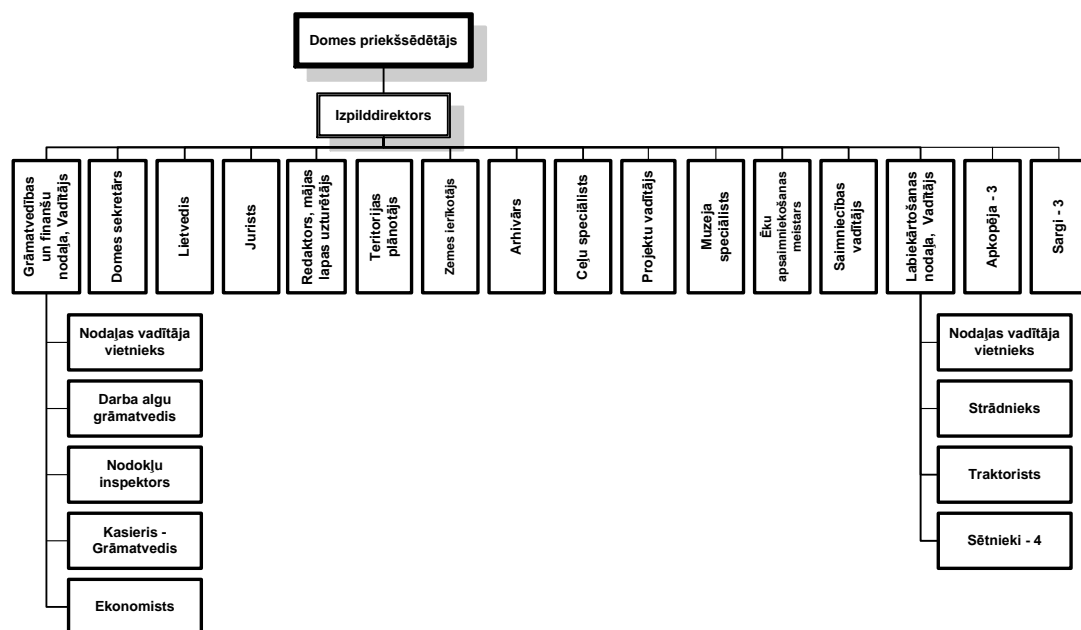 Domes priekšsēdētājs
Izpilddirektors
Grāmatvedības
un finanšu
nodaļa, Vadītājs
Domes sekretārs
Lietvedis
Jurists
Redaktors, mājas
lapas uzturētājs
Teritorijas
plānotājs
Zemes ierīkotājs
Arhivārs
Ceļu speciālists
Projektu vadītājs
Muzeja
speciālists
Ēku
apsaimniekošanas
meistars
Saimniecības
vadītājs
Labiekārtošanas
nodaļa, Vadītājs
Apkopēja - 3
Sargi - 3
Nodaļas vadītāja
vietnieks
Darba algu
grāmatvedis
Nodokļu
inspektors
Kasieris -
Grāmatvedis
Ekonomists
Nodaļas vadītāja
vietnieks
Strādnieks
Traktorists
Sētnieki - 4